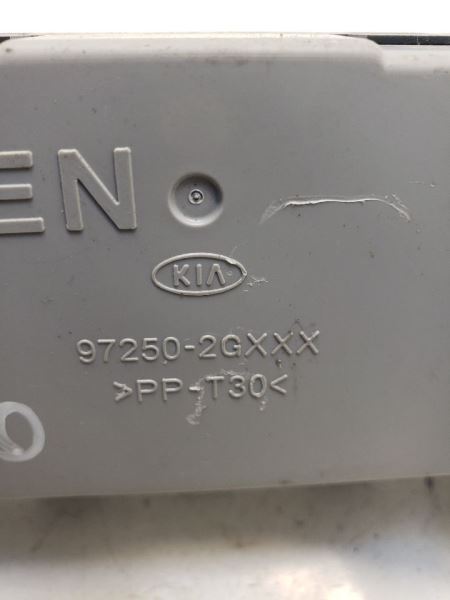 EN
KIA
97250-2GXXX
>PP-T30<